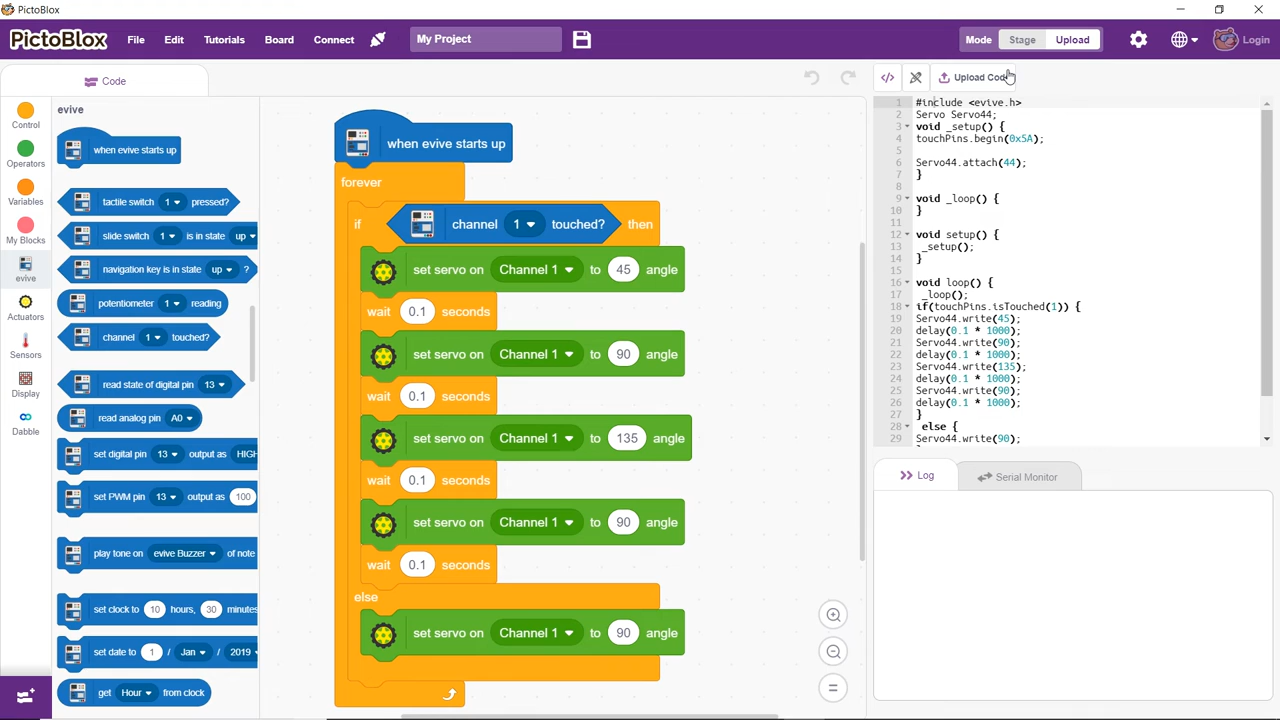 PictoBlox
PictoBlox File Edit Tutorials Board Connect My Project Mode Stage Upload Login
Code
Upload Code
evive
Control
Operators
Variables
My Blocks
evive
Actuators
Sensors
Display
Dabble
when evive starts up
tactile switch 1 pressed?
slide switch 1 is in state up
navigation key is in state up ?
potentiometer 1 reading
channel 1 touched?
read state of digital pin 13
read analog pin A0
set digital pin 13 output as HIGH
set PWM pin 13 output as 100
play tone on evive Buzzer of note
set clock to 10 hours, 30 minutes
set date to 1 / Jan / 2019
get Hour from clock
when evive starts up
forever
if channel 1 touched? then
set servo on Channel 1 to 45 angle
wait 0.1 seconds
set servo on Channel 1 to 90 angle
wait 0.1 seconds
set servo on Channel 1 to 135 angle
wait 0.1 seconds
set servo on Channel 1 to 90 angle
wait 0.1 seconds
else
set servo on Channel 1 to 90 angle
1 #include <evive.h>
2 Servo Servo44;
3 void _setup() {
4 touchPins.begin(0x5A);
5
6 Servo44.attach(44);
7 }
8
9 void _loop() {
10 }
11
12 void setup() {
13 _setup();
14 }
15
16 void loop() {
17 _loop();
18 if(touchPins.isTouched(1)) {
19 Servo44.write(45);
20 delay(0.1 * 1000);
21 Servo44.write(90);
22 delay(0.1 * 1000);
23 Servo44.write(135);
24 delay(0.1 * 1000);
25 Servo44.write(90);
26 delay(0.1 * 1000);
27 }
28 else {
29 Servo44.write(90);
Log Serial Monitor